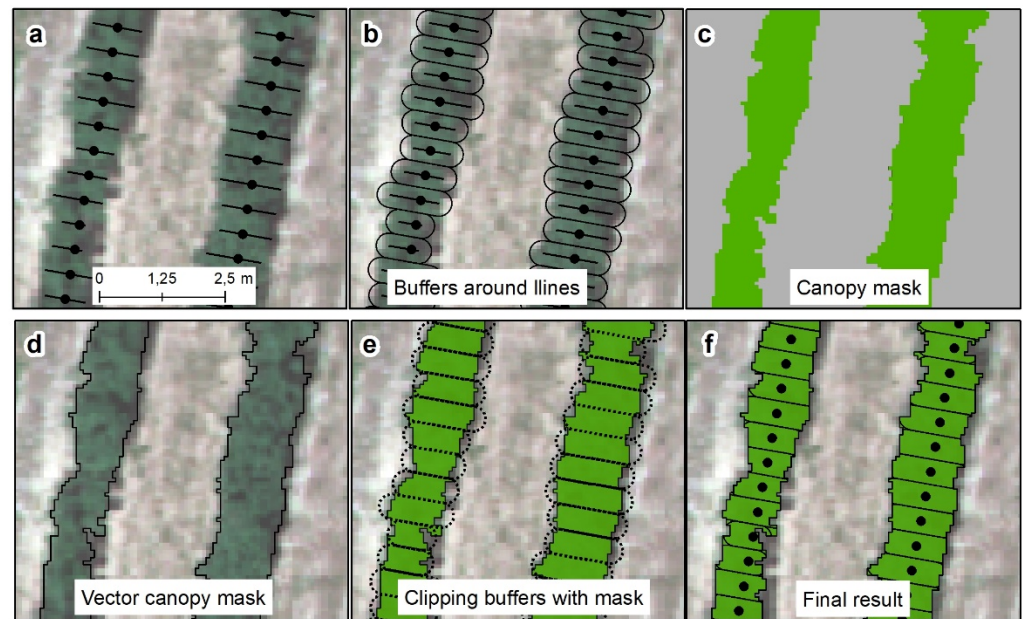 a
0 1,25 2,5 m
b
Buffers around Llines
c
Canopy mask
d
Vector canopy mask
e
Clipping buffers with mask
f
Final result